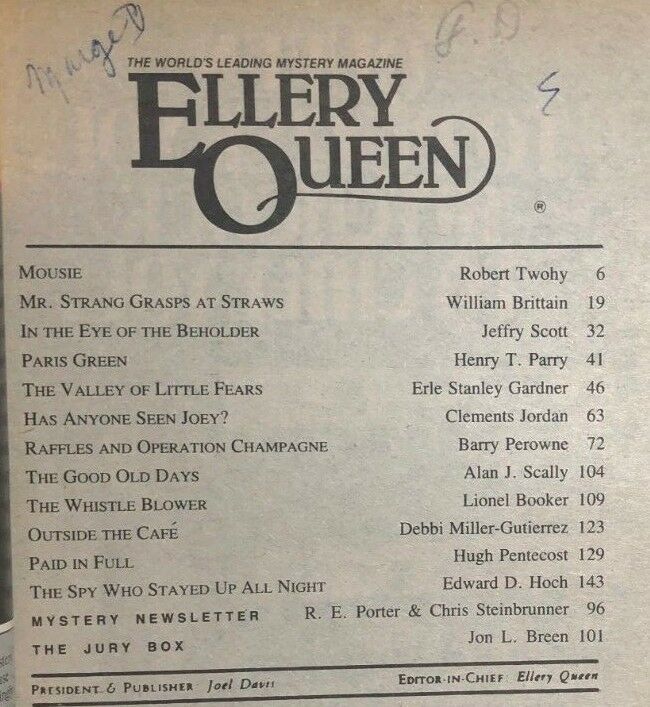 Marge D
F. D.
THE WORLD'S LEADING MYSTERY MAGAZINE
ELLERY
QUEEN
®
MOUSIE Robert Twohy 6
MR. STRANG GRASPS AT STRAWS William Brittain 19
IN THE EYE OF THE BEHOLDER Jeffry Scott 32
PARIS GREEN Henry T. Parry 41
THE VALLEY OF LITTLE FEARS Erle Stanley Gardner 46
HAS ANYONE SEEN JOEY? Clements Jordan 63
RAFFLES AND OPERATION CHAMPAGNE Barry Perowne 72
THE GOOD OLD DAYS Alan J. Scally 104
THE WHISTLE BLOWER Lionel Booker 109
OUTSIDE THE CAFÉ Debbi Miller-Gutierrez 123
PAID IN FULL Hugh Pentecost 129
THE SPY WHO STAYED UP ALL NIGHT Edward D. Hoch 143
MYSTERY NEWSLETTER R. E. Porter & Chris Steinbrunner 96
THE JURY BOX Jon L. Breen 101
PRESIDENT & PUBLISHER: Joel Davis EDITOR-IN-CHIEF: Ellery Queen